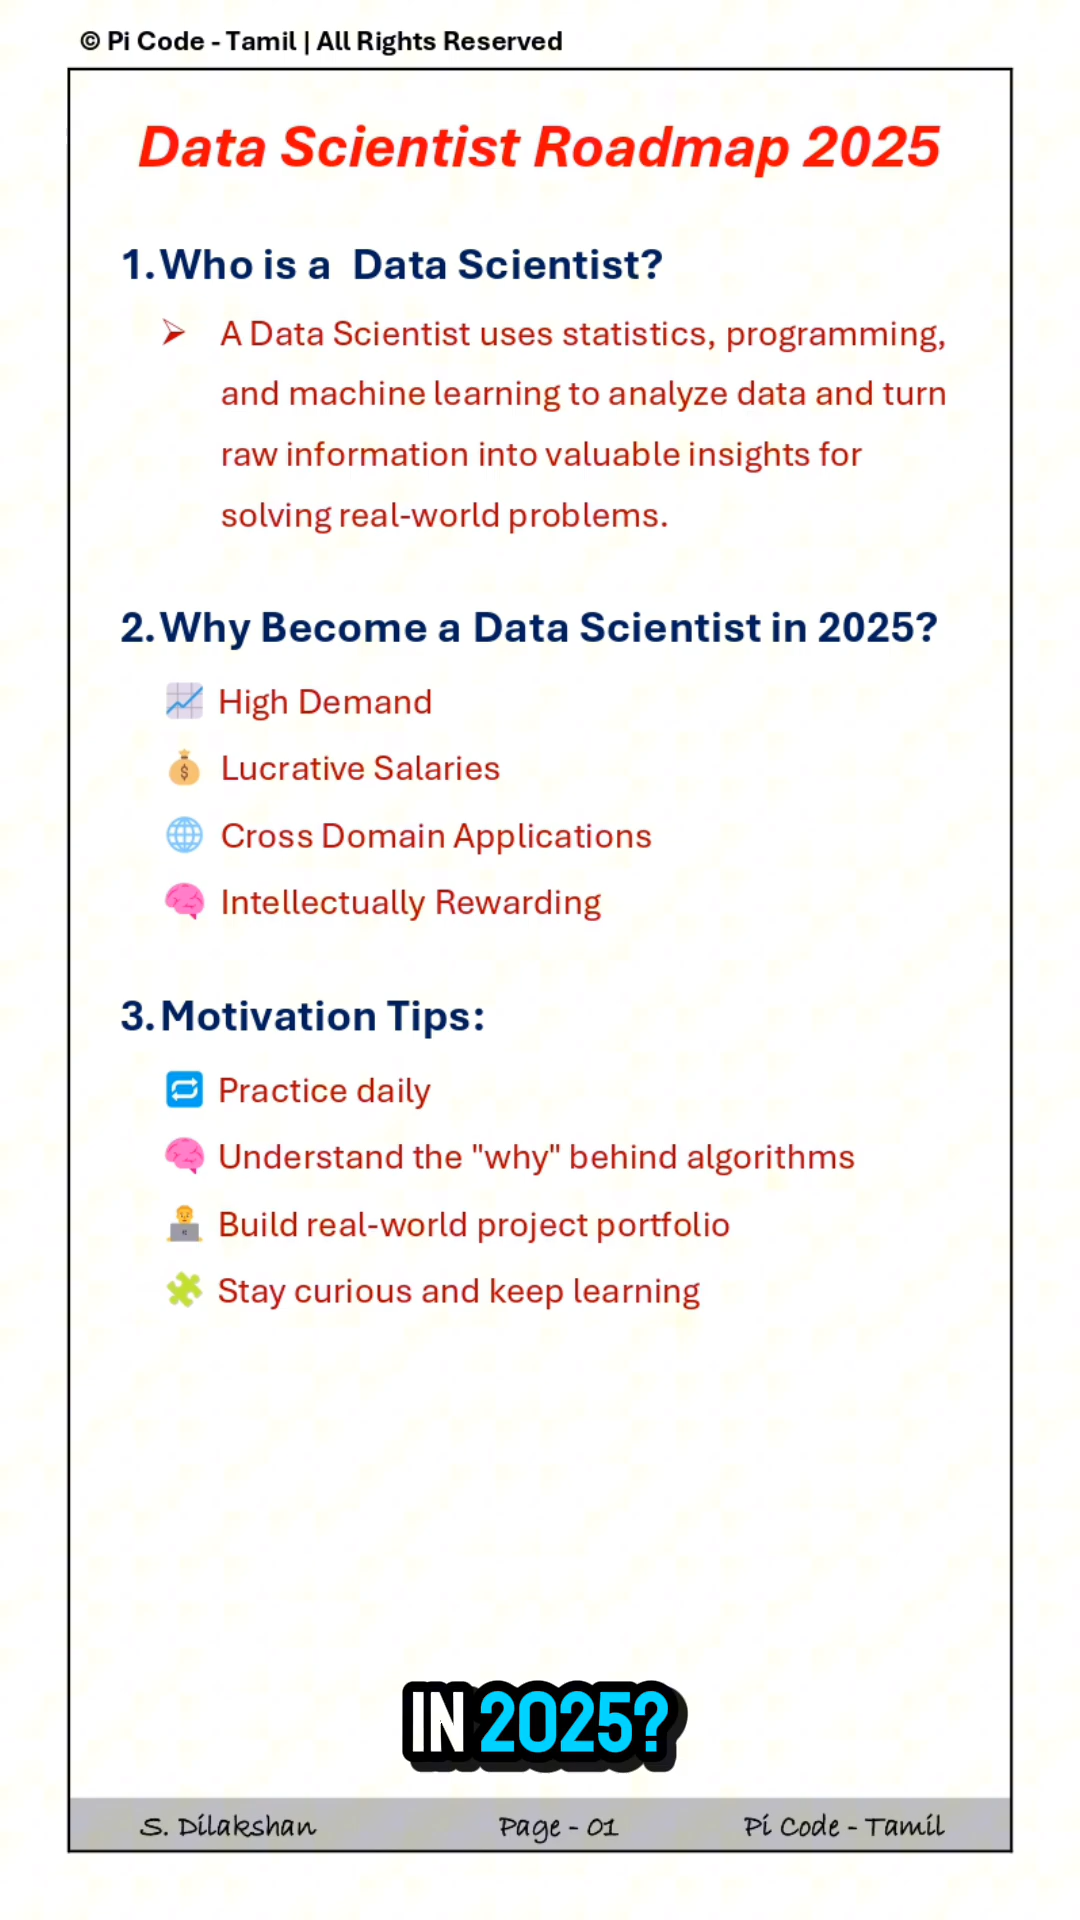 © Pi Code - Tamil | All Rights Reserved
Data Scientist Roadmap 2025
1. Who is a Data Scientist?
➢ A Data Scientist uses statistics, programming,
and machine learning to analyze data and turn
raw information into valuable insights for
solving real-world problems.
2. Why Become a Data Scientist in 2025?
📈 High Demand
💰 Lucrative Salaries
🌐 Cross Domain Applications
🧠 Intellectually Rewarding
3. Motivation Tips:
🔁 Practice daily
🧠 Understand the "why" behind algorithms
👨‍💻 Build real-world project portfolio
🧩 Stay curious and keep learning
IN 2025?
S. Dilakshan Page - 01 Pi Code - Tamil